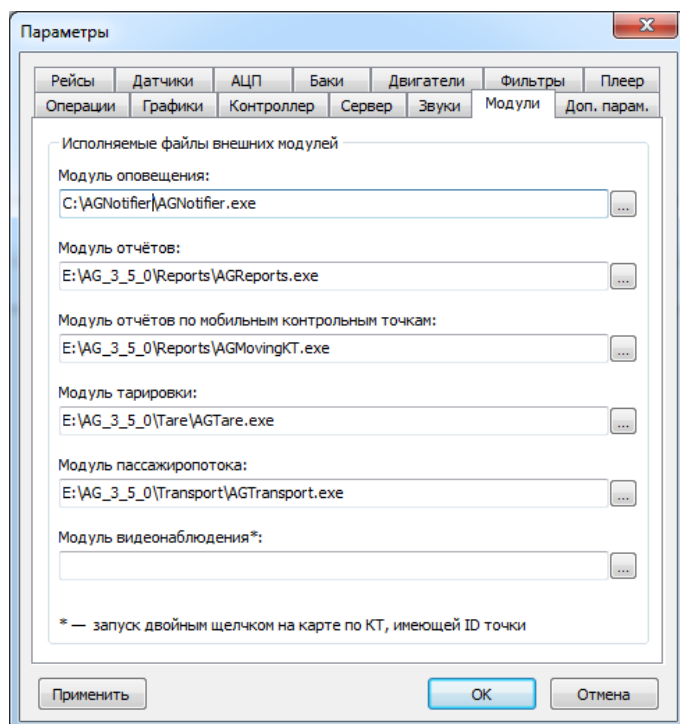 Параметры
Рейсы Датчики АЦП Баки Двигатели Фильтры Плеер
Операции Графики Контроллер Сервер Звуки Модули Доп. парам.
Исполняемые файлы внешних модулей
Модуль оповещения:
C:\AGNotifier\AGNotifier.exe
...
Модуль отчётов:
E:\AG_3_5_0\Reports\AGReports.exe
...
Модуль отчётов по мобильным контрольным точкам:
E:\AG_3_5_0\Reports\AGMovingKT.exe
...
Модуль тарировки:
E:\AG_3_5_0\Tare\AGTare.exe
...
Модуль пассажиропотока:
E:\AG_3_5_0\Transport\AGTransport.exe
...
Модуль видеонаблюдения*:
...
* — запуск двойным щелчком на карте по КТ, имеющей ID точки
Применить ОК Отмена